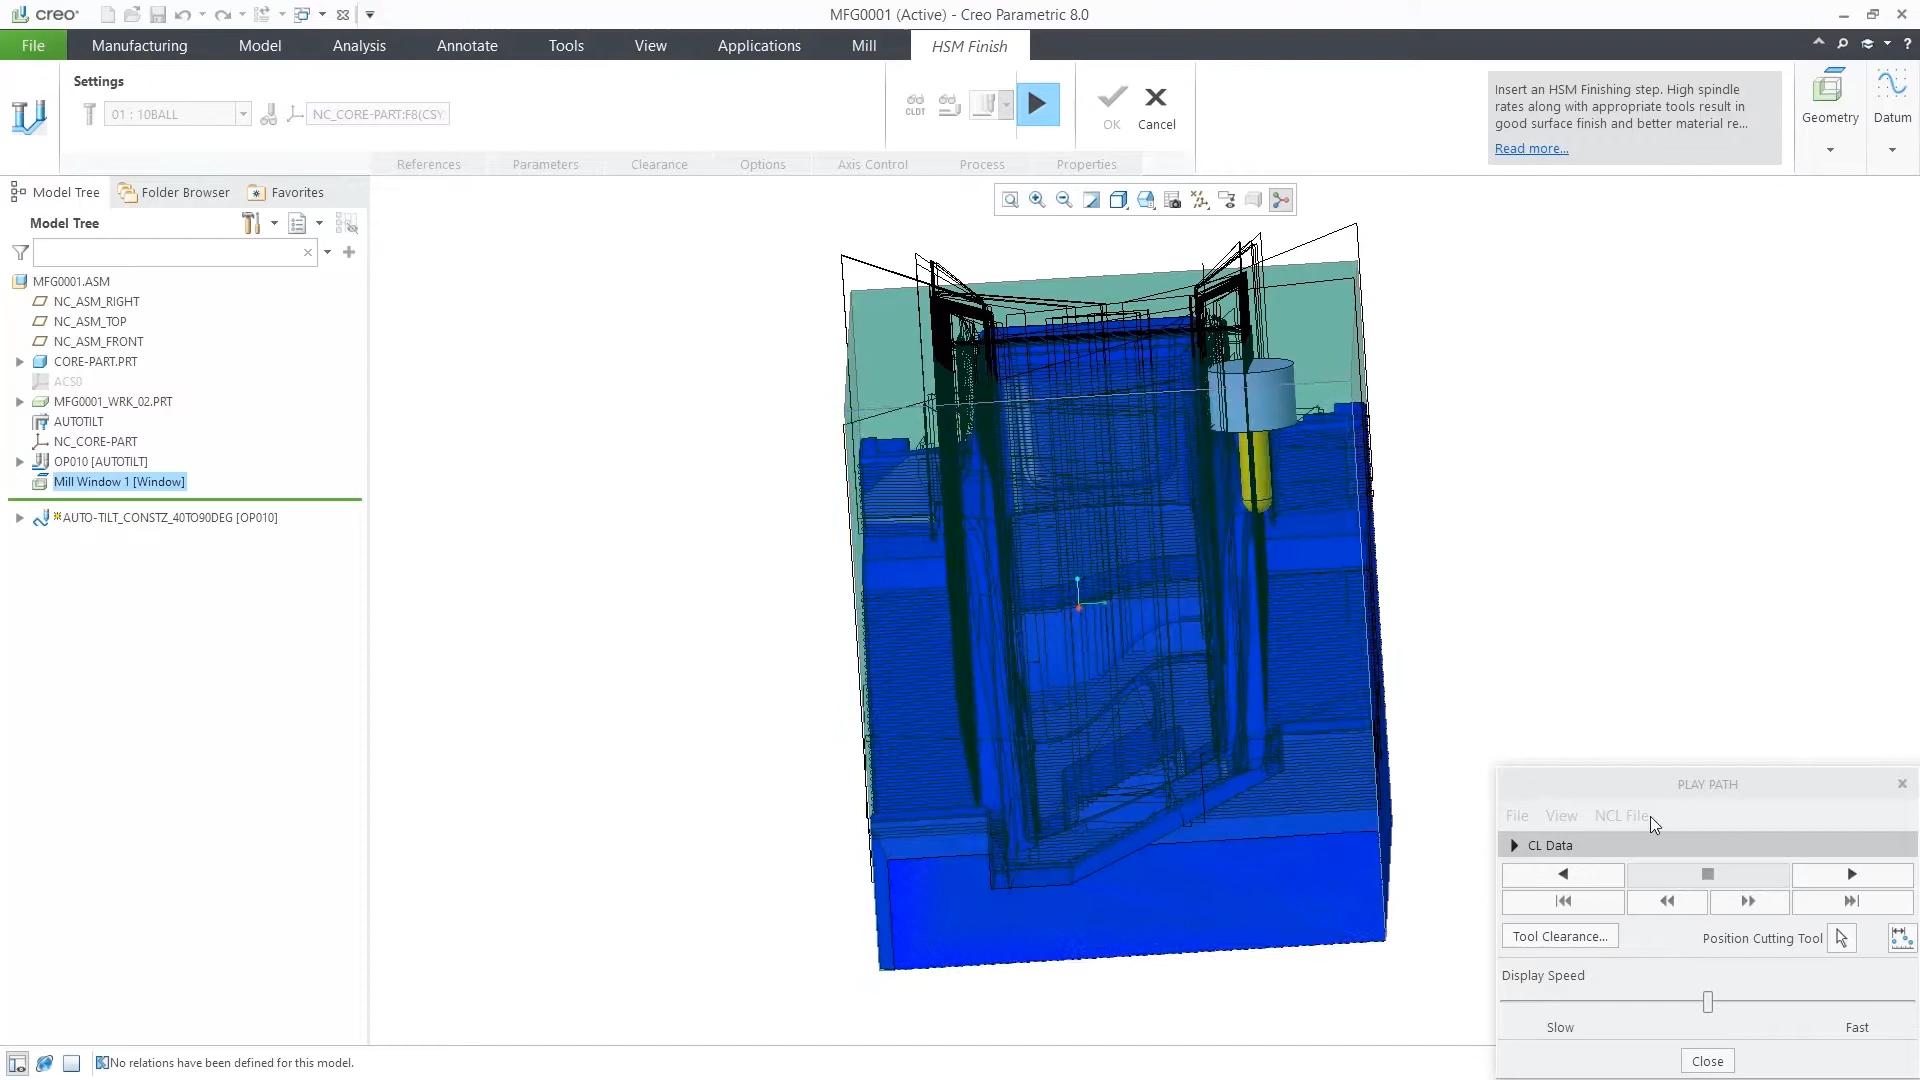 creo°
MFG0001 (Active) - Creo Parametric 8.0
File
Manufacturing
Model
Analysis
Annotate
Tools
View
Applications
Mill
HSM Finish
Settings
01 : 10BALL
NC_CORE-PART:F8(CSY
CLDT
OK
Cancel
References
Parameters
Clearance
Options
Axis Control
Process
Properties
Insert an HSM Finishing step. High spindle
rates along with appropriate tools result in
good surface finish and better material re...
Read more...
Geometry
Datum
Model Tree
Folder Browser
Favorites
Model Tree
MFG0001.ASM
NC_ASM_RIGHT
NC_ASM_TOP
NC_ASM_FRONT
CORE-PART.PRT
ACS0
MFG0001_WRK_02.PRT
AUTOTILT
NC_CORE-PART
OP010 [AUTOTILT]
Mill Window 1 [Window]
AUTO-TILT_CONSTZ_40TO90DEG [OP010]
PLAY PATH
File
View
NCL File
CL Data
Tool Clearance...
Position Cutting Tool
Display Speed
Slow
Fast
Close
No relations have been defined for this model.